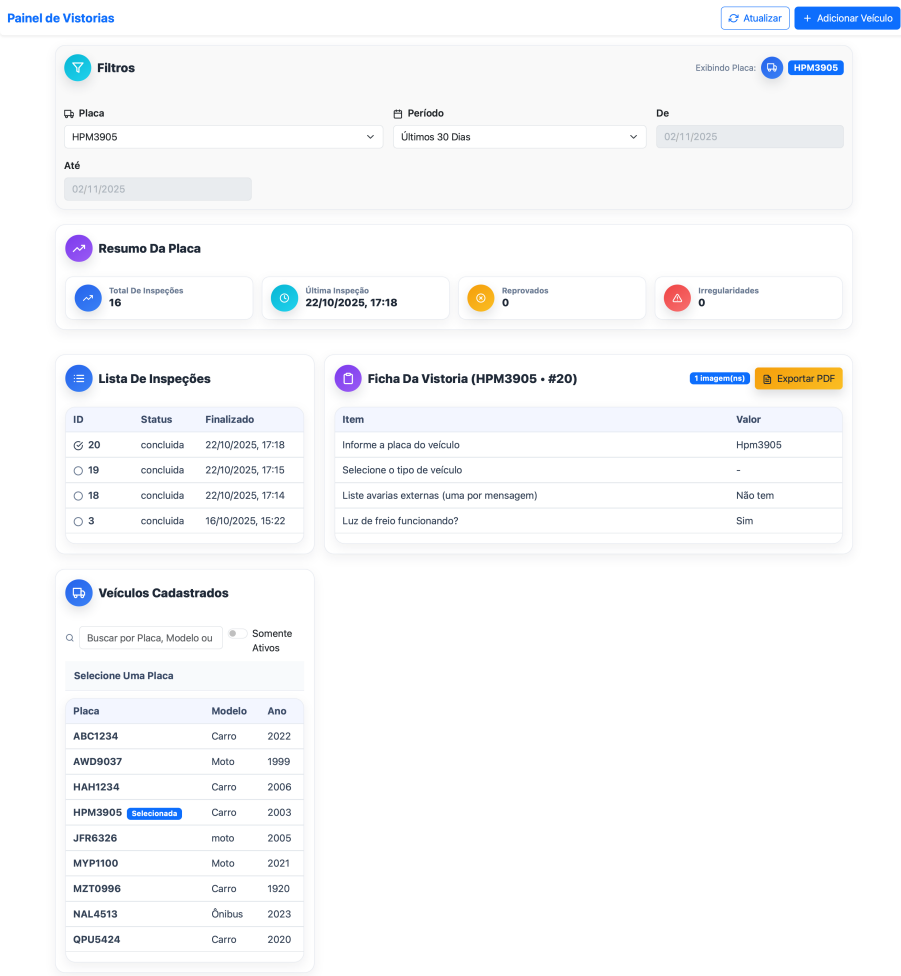 Painel de Vistorias
Atualizar
Adicionar Veículo
Filtros
Exibindo Placa: HPM3905
Placa
HPM3905
Período
Últimos 30 Dias
De
02/11/2025
Até
02/11/2025
Resumo Da Placa
Total De Inspeções
16
Última Inspeção
22/10/2025, 17:18
Reprovados
0
Irregularidades
0
Lista De Inspeções
ID Status Finalizado
20 concluida 22/10/2025, 17:18
19 concluida 22/10/2025, 17:15
18 concluida 22/10/2025, 17:14
3 concluida 16/10/2025, 15:22
Ficha Da Vistoria (HPM3905 • #20)
1 imagem(ns)
Exportar PDF
Item Valor
Informe a placa do veículo Hpm3905
Selecione o tipo de veículo -
Liste avarias externas (uma por mensagem) Não tem
Luz de freio funcionando? Sim
Veículos Cadastrados
Buscar por Placa, Modelo ou
Somente
Ativos
Selecione Uma Placa
Placa Modelo Ano
ABC1234 Carro 2022
AWD9037 Moto 1999
HAH1234 Carro 2006
HPM3905 Selecionada Carro 2003
JFR6326 moto 2005
MYP1100 Moto 2021
MZT0996 Carro 1920
NAL4513 Ônibus 2023
QPU5424 Carro 2020